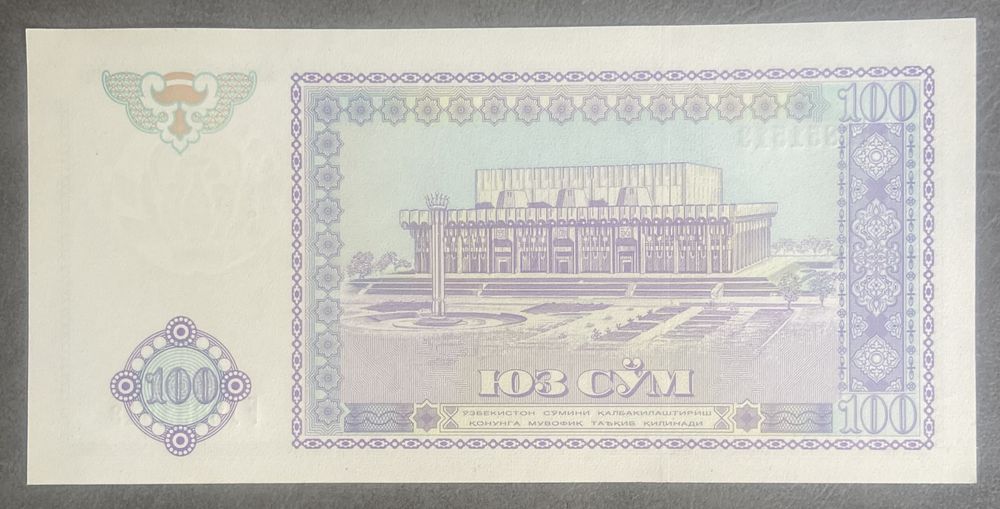 100
100
ЮЗ СЎМ
ЎЗБЕКИСТОН СЎМИНИ ҚАЛБАКИЛАШТИРИШ
ҚОНУНГА МУВОФИҚ ТАЪҚИБ ҚИЛИНАДИ
100